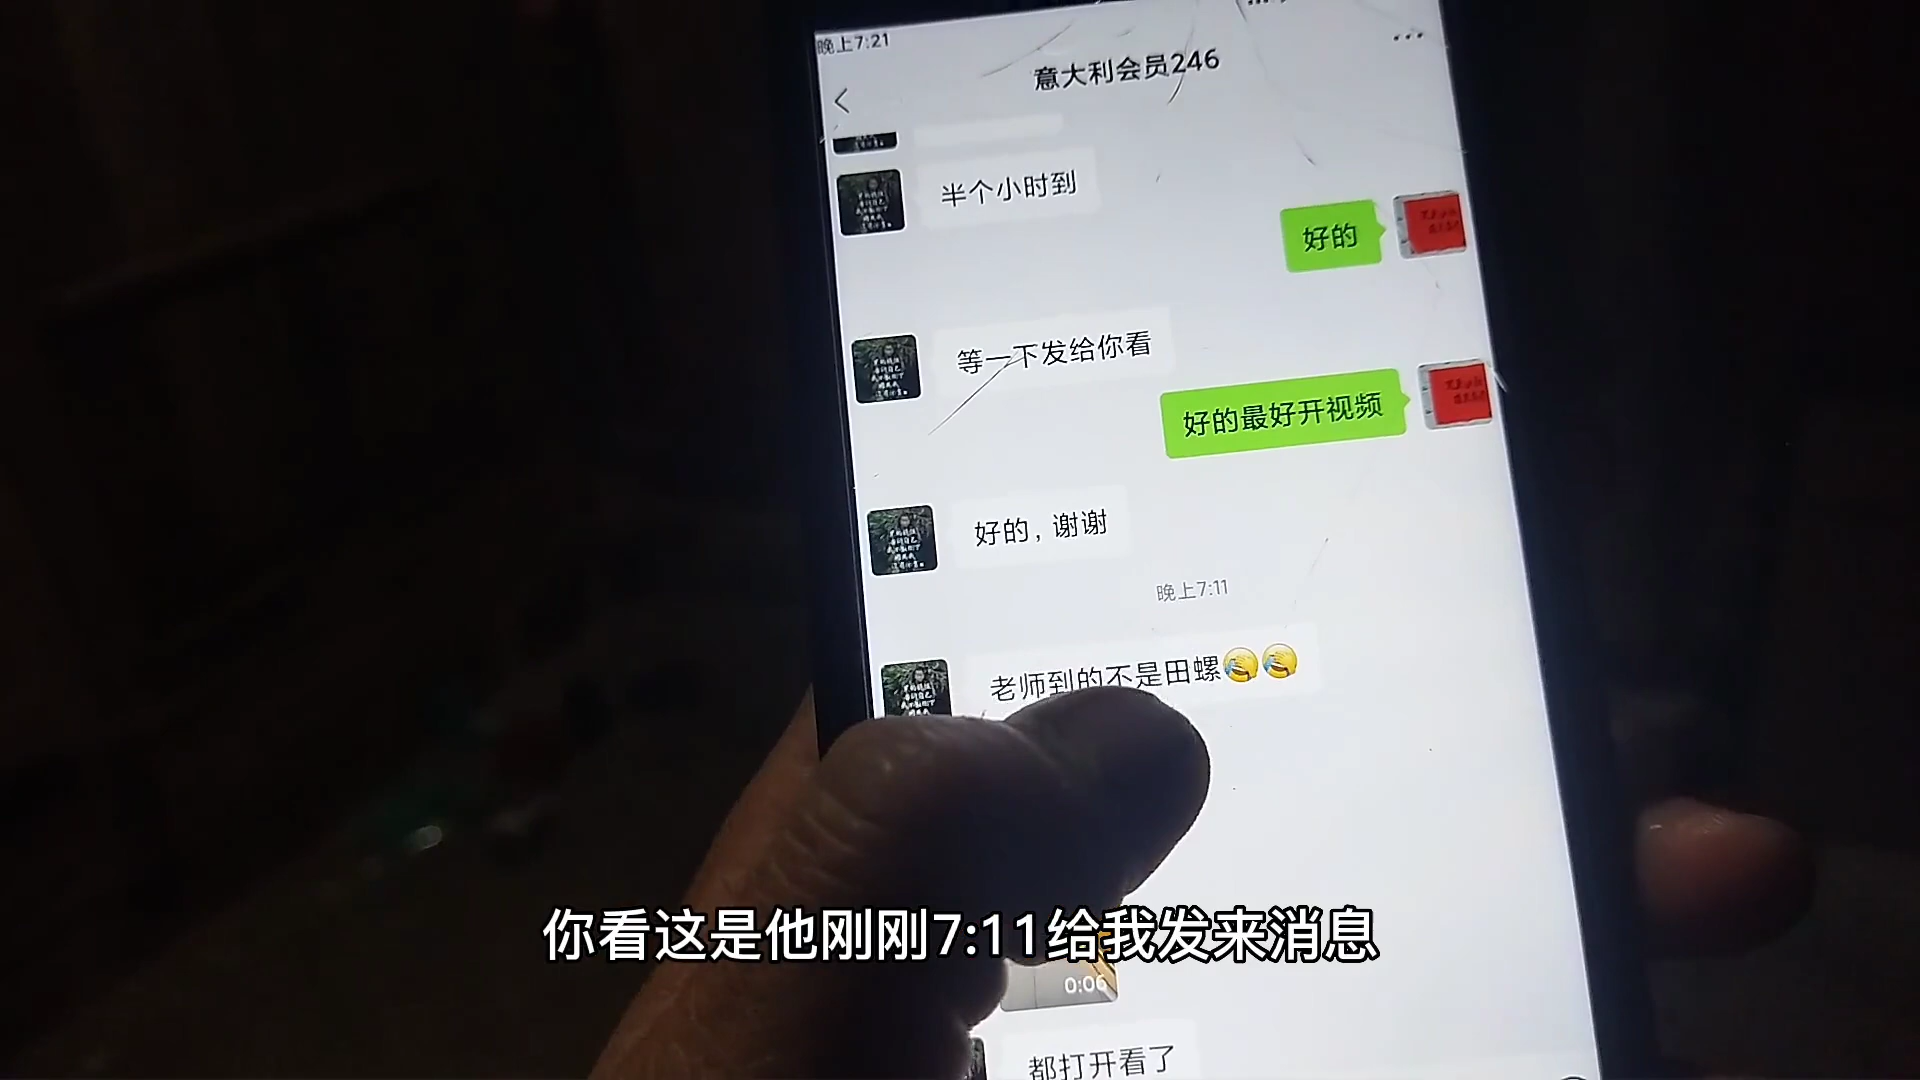 晚上7:21
意大利会员246
半个小时到
好的
等一下发给你看
好的最好开视频
好的，谢谢
晚上7:11
老师到的不是田螺
你看这是他刚刚7:11给我发来消息
0:06
都打开看了